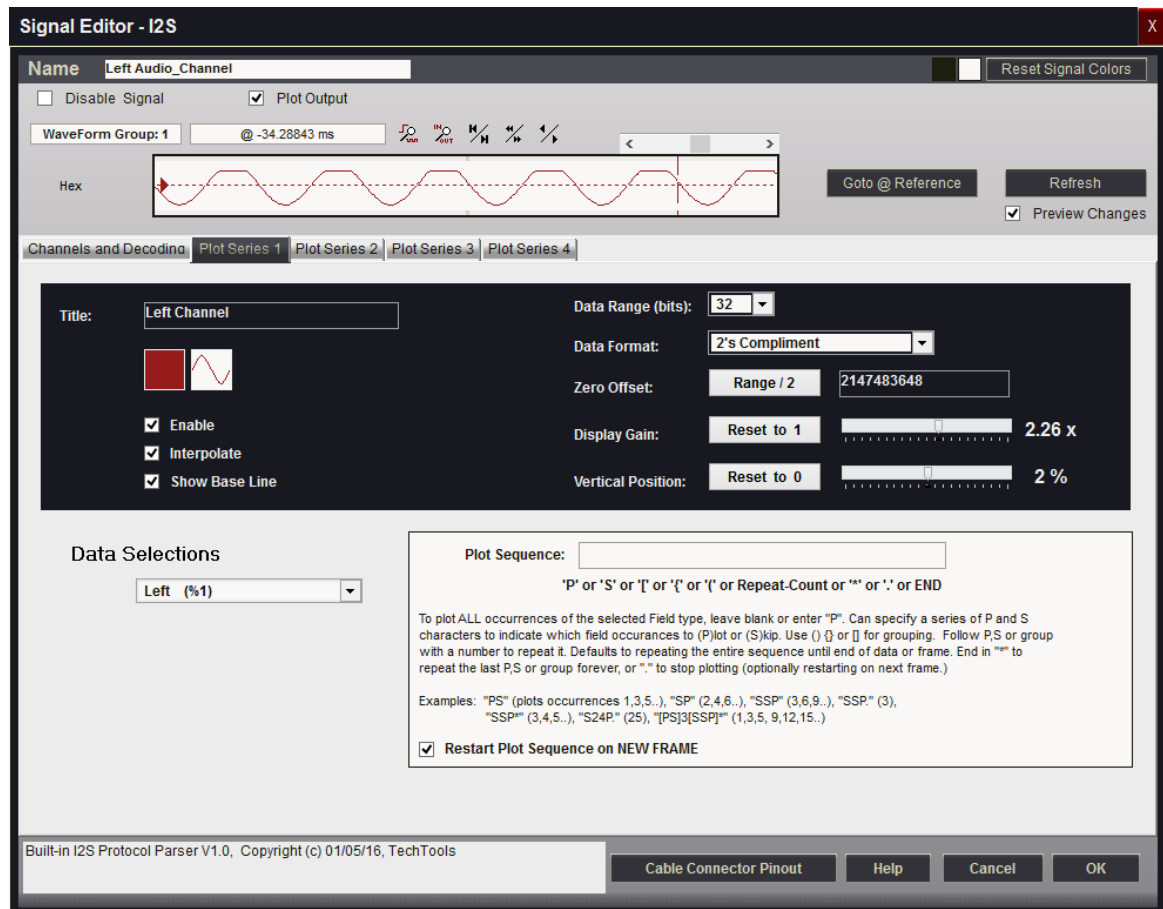 Signal Editor - I2S
X
Name Left Audio_Channel Reset Signal Colors
Disable Signal Plot Output
WaveForm Group: 1 @ -34.28843 ms IN OUT
Hex Goto @ Reference Refresh
Preview Changes
Channels and Decoding Plot Series 1 Plot Series 2 Plot Series 3 Plot Series 4
Title: Left Channel
Data Range (bits): 32
Data Format: 2's Compliment
Zero Offset: Range / 2 2147483648
Enable
Display Gain: Reset to 1 2.26 x
Interpolate
Show Base Line
Vertical Position: Reset to 0 2 %
Data Selections
Left (%1)
Plot Sequence:
'P' or 'S' or '[' or '{' or '(' or Repeat-Count or '*' or '.' or END
To plot ALL occurrences of the selected Field type, leave blank or enter "P". Can specify a series of P and S
characters to indicate which field occurances to (P)lot or (S)kip. Use () {} or [] for grouping. Follow P,S or group
with a number to repeat it. Defaults to repeating the entire sequence until end of data or frame. End in "*" to
repeat the last P,S or group forever, or "." to stop plotting (optionally restarting on next frame.)
Examples: "PS" (plots occurrences 1,3,5..), "SP" (2,4,6..), "SSP" (3,6,9..), "SSP." (3),
"SSP*" (3,4,5..), "S24P." (25), "[PS]3[SSP]*" (1,3,5, 9,12,15..)
Restart Plot Sequence on NEW FRAME
Built-in I2S Protocol Parser V1.0, Copyright (c) 01/05/16, TechTools
Cable Connector Pinout Help Cancel OK